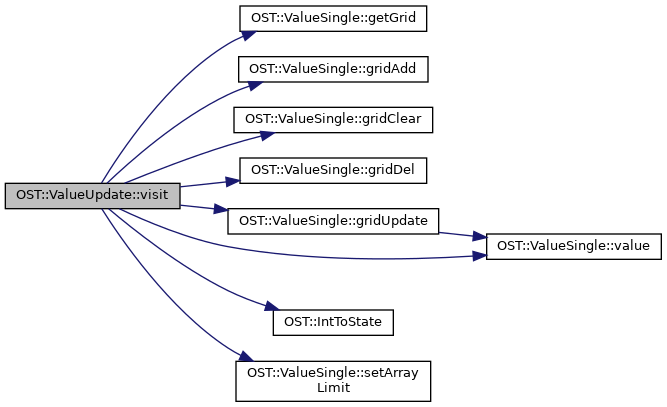 OST::ValueSingle::getGrid
OST::ValueSingle::gridAdd
OST::ValueSingle::gridClear
OST::ValueSingle::gridDel
OST::ValueUpdate::visit
OST::ValueSingle::gridUpdate
OST::ValueSingle::value
OST::IntToState
OST::ValueSingle::setArray
Limit